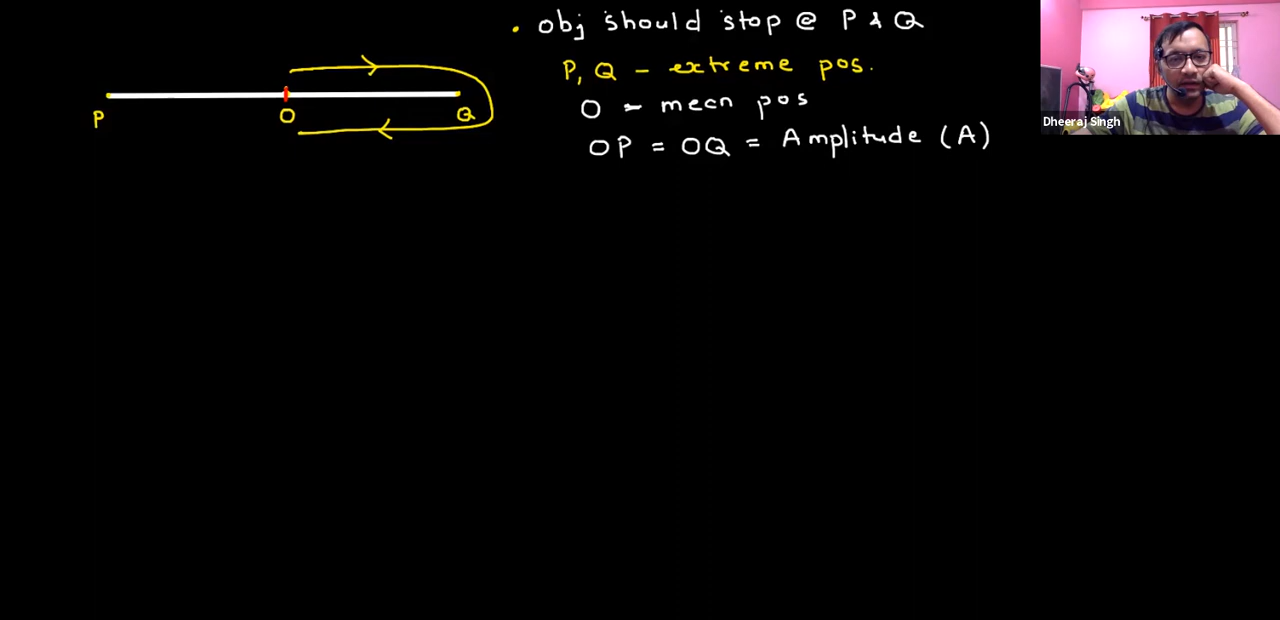 • obj should stop @ P & Q
P, Q - extreme pos.
O - mean pos
OP = OQ = Amplitude (A)
P O Q
Dheeraj Singh